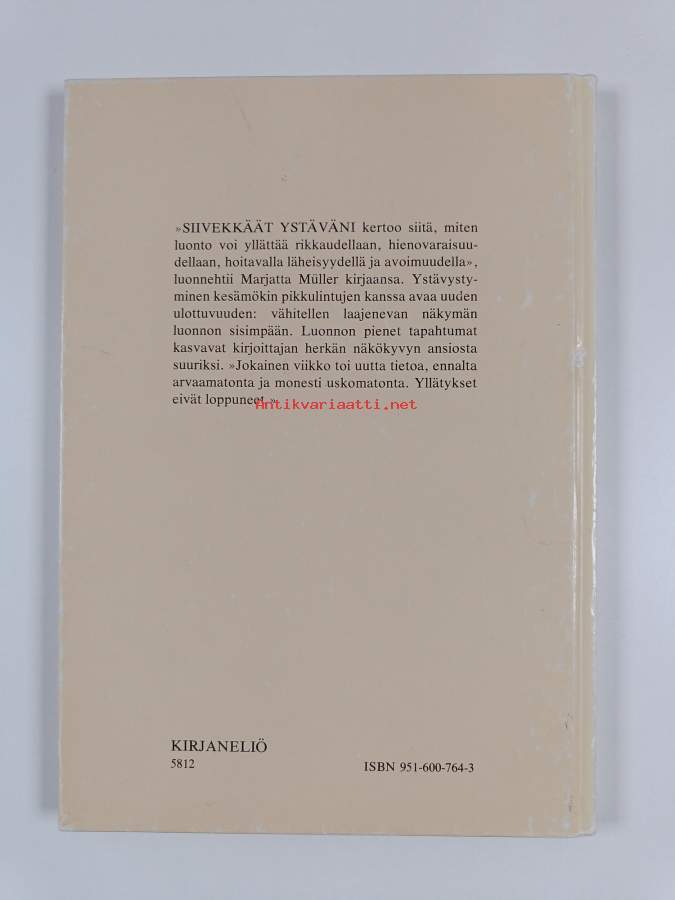 »SIIVEKKÄÄT YSTÄVÄNI kertoo siitä, miten
luonto voi yllättää rikkaudellaan, hienovaraisuu-
dellaan, hoitavalla läheisyydellä ja avoimuudella»,
luonnehtii Marjatta Müller kirjaansa. Ystävysty-
minen kesämökin pikkulintujen kanssa avaa uuden
ulottuvuuden: vähitellen laajenevan näkymän
luonnon sisimpään. Luonnon pienet tapahtumat
kasvavat kirjoittajan herkän näkökyvyn ansiosta
suuriksi. »Jokainen viikko toi uutta tietoa, ennalta
arvaamatonta ja monesti uskomatonta. Yllätykset
eivät loppuneet.»
Antikvariaatti.net
KIRJANELIÖ
5812
ISBN 951-600-764-3